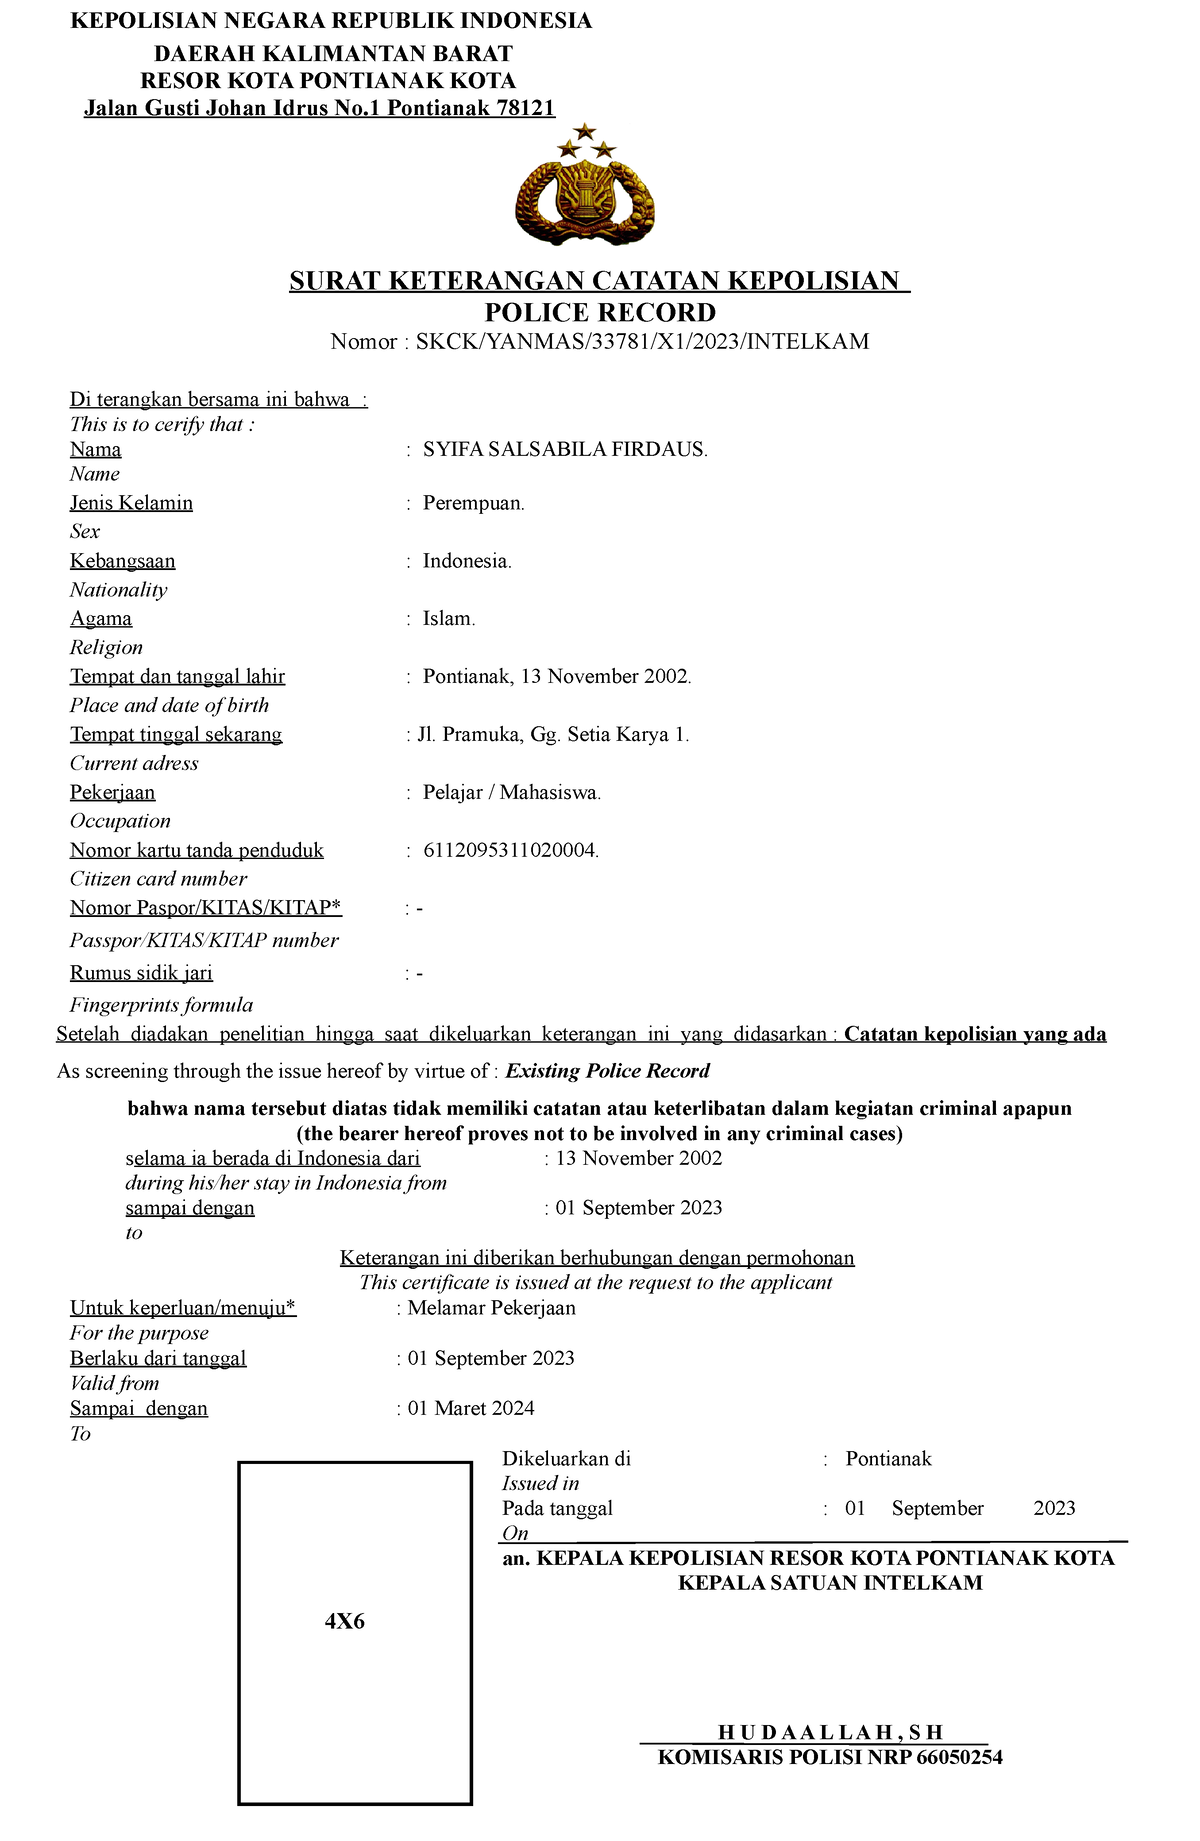 KEPOLISIAN NEGARA REPUBLIK INDONESIA
DAERAH KALIMANTAN BARAT
RESOR KOTA PONTIANAK KOTA
Jalan Gusti Johan Idrus No.1 Pontianak 78121
SURAT KETERANGAN CATATAN KEPOLISIAN
POLICE RECORD
Nomor : SKCK/YANMAS/33781/X1/2023/INTELKAM
Di terangkan bersama ini bahwa :
This is to cerify that :
Nama : SYIFA SALSABILA FIRDAUS.
Name
Jenis Kelamin : Perempuan.
Sex
Kebangsaan : Indonesia.
Nationality
Agama : Islam.
Religion
Tempat dan tanggal lahir : Pontianak, 13 November 2002.
Place and date of birth
Tempat tinggal sekarang : Jl. Pramuka, Gg. Setia Karya 1.
Current adress
Pekerjaan : Pelajar / Mahasiswa.
Occupation
Nomor kartu tanda penduduk : 6112095311020004.
Citizen card number
Nomor Paspor/KITAS/KITAP* : -
Passpor/KITAS/KITAP number
Rumus sidik jari : -
Fingerprints formula
Setelah diadakan penelitian hingga saat dikeluarkan keterangan ini yang didasarkan : Catatan kepolisian yang ada
As screening through the issue hereof by virtue of : Existing Police Record
bahwa nama tersebut diatas tidak memiliki catatan atau keterlibatan dalam kegiatan criminal apapun
(the bearer hereof proves not to be involved in any criminal cases)
selama ia berada di Indonesia dari : 13 November 2002
during his/her stay in Indonesia from
sampai dengan : 01 September 2023
to
Keterangan ini diberikan berhubungan dengan permohonan
This certificate is issued at the request to the applicant
Untuk keperluan/menuju* : Melamar Pekerjaan
For the purpose
Berlaku dari tanggal : 01 September 2023
Valid from
Sampai dengan : 01 Maret 2024
To
Dikeluarkan di : Pontianak
Issued in
Pada tanggal : 01 September 2023
On
an. KEPALA KEPOLISIAN RESOR KOTA PONTIANAK KOTA
KEPALA SATUAN INTELKAM
4X6
H U D A A L L A H , S H
KOMISARIS POLISI NRP 66050254